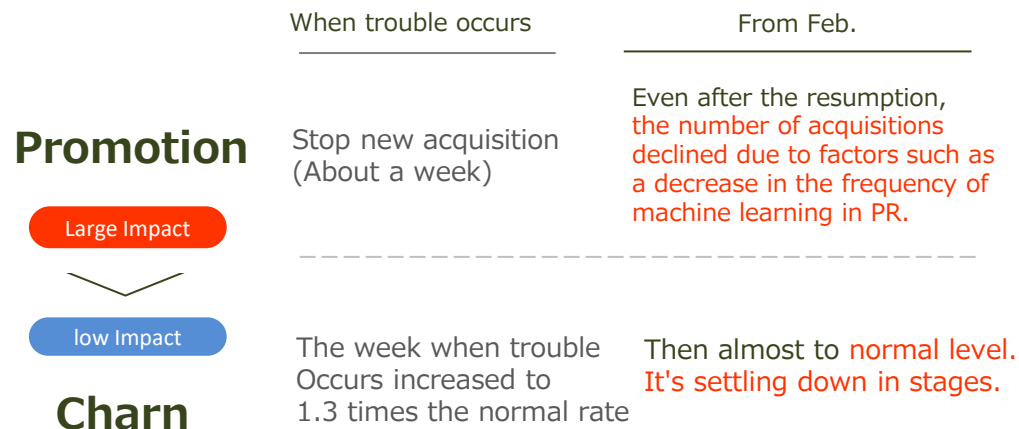 When trouble occurs
From Feb.
Promotion
Large Impact
Stop new acquisition
(About a week)
Even after the resumption,
the number of acquisitions
declined due to factors such as
a decrease in the frequency of
machine learning in PR.
low Impact
Charn
The week when trouble
Occurs increased to
1.3 times the normal rate
Then almost to normal level.
It's settling down in stages.